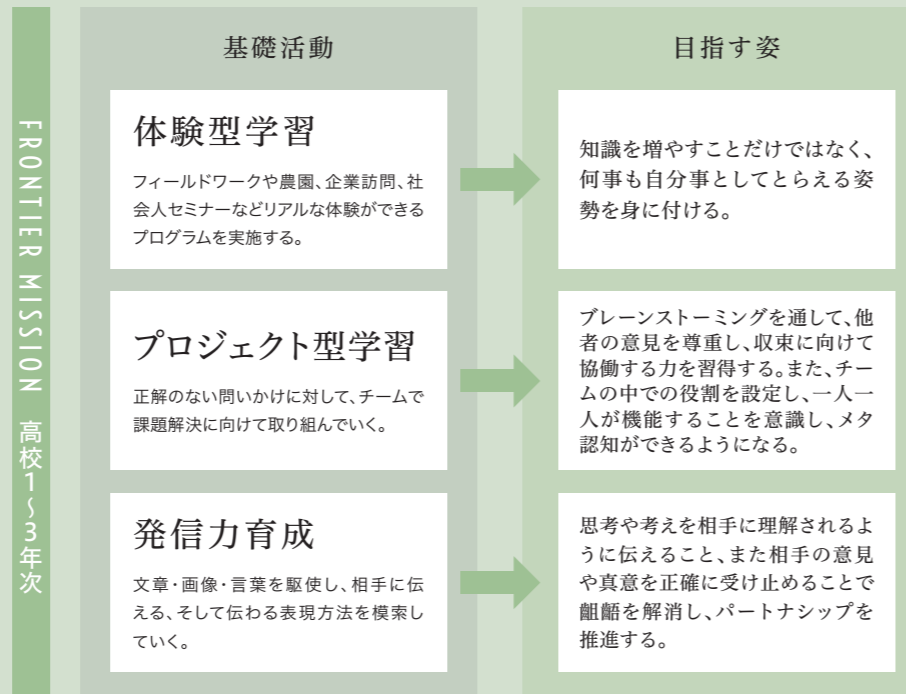 FRONTIER MISSION 高校1〜3年次
基礎活動
体験型学習
フィールドワークや農園、企業訪問、社
会人セミナーなどリアルな体験ができる
プログラムを実施する。
プロジェクト型学習
正解のない問いかけに対して、チームで
課題解決に向けて取り組んでいく。
発信力育成
文章・画像・言葉を駆使し、相手に伝
える、そして伝わる表現方法を模索し
ていく。
目指す姿
知識を増やすことだけではなく、
何事も自分事としてとらえる姿
勢を身に付ける。
ブレーンストーミングを通して、他
者の意見を尊重し、収束に向けて
協働する力を習得する。また、チー
ムの中での役割を設定し、一人一
人が機能することを意識し、メタ
認知ができるようになる。
思考や考えを相手に理解されるよ
うに伝えること、また相手の意見
や真意を正確に受け止めることで
齟齬を解消し、パートナシップを
推進する。